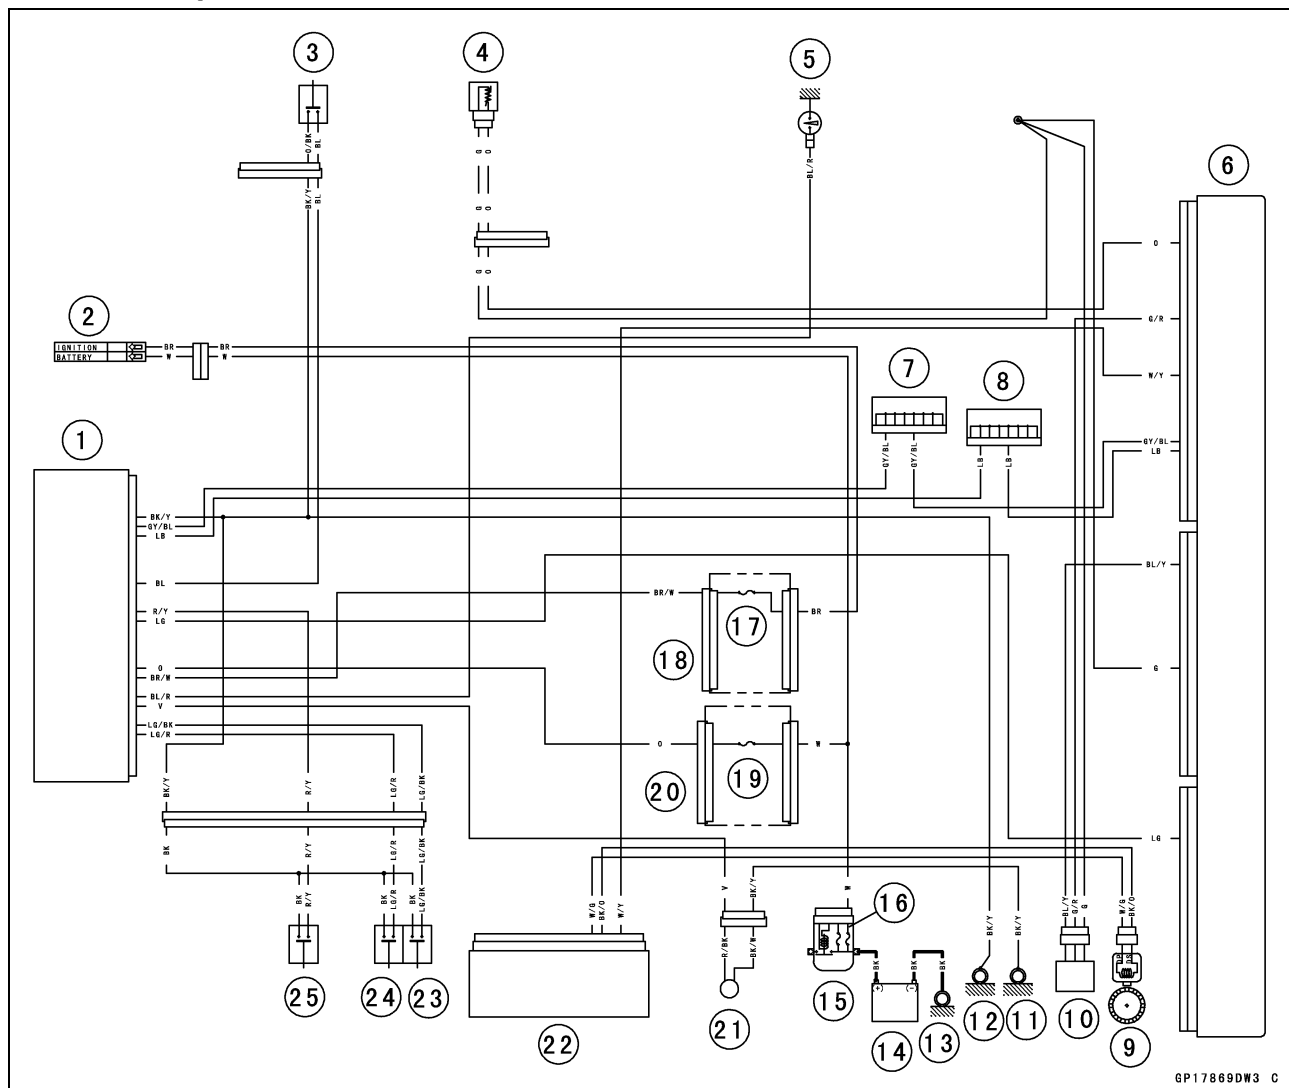 3
4
5
6
O/BK
BL
BK/Y
BL
G
O
G
O
G
O
BL/R
O
G/R
W/Y
GY/BL
LB
BL/Y
G
LG
2
IGNITION
BATTERY
BR
W
BR
W
7
8
GY/BL
GY/BL
LB
LB
1
BK/Y
GY/BL
LB
BL
R/Y
LG
O
BR/W
BL/R
V
LG/BK
LG/R
BR/W
17
BR
18
O
19
W
20
BK/Y
R/Y
LG/R
LG/BK
BK
R/Y
LG/R
LG/BK
BK
R/Y
BK
LG/R
BK
LG/BK
25
24
23
W/G
BK/O
W/Y
22
V
BK/Y
R/BK
BK/W
21
W
16
15
BK
(+)
(-)
BK
14
13
BK/Y
BK/Y
12
11
BL/Y
G/R
G
10
W/G
BK/O
9
GP17869DW3 C